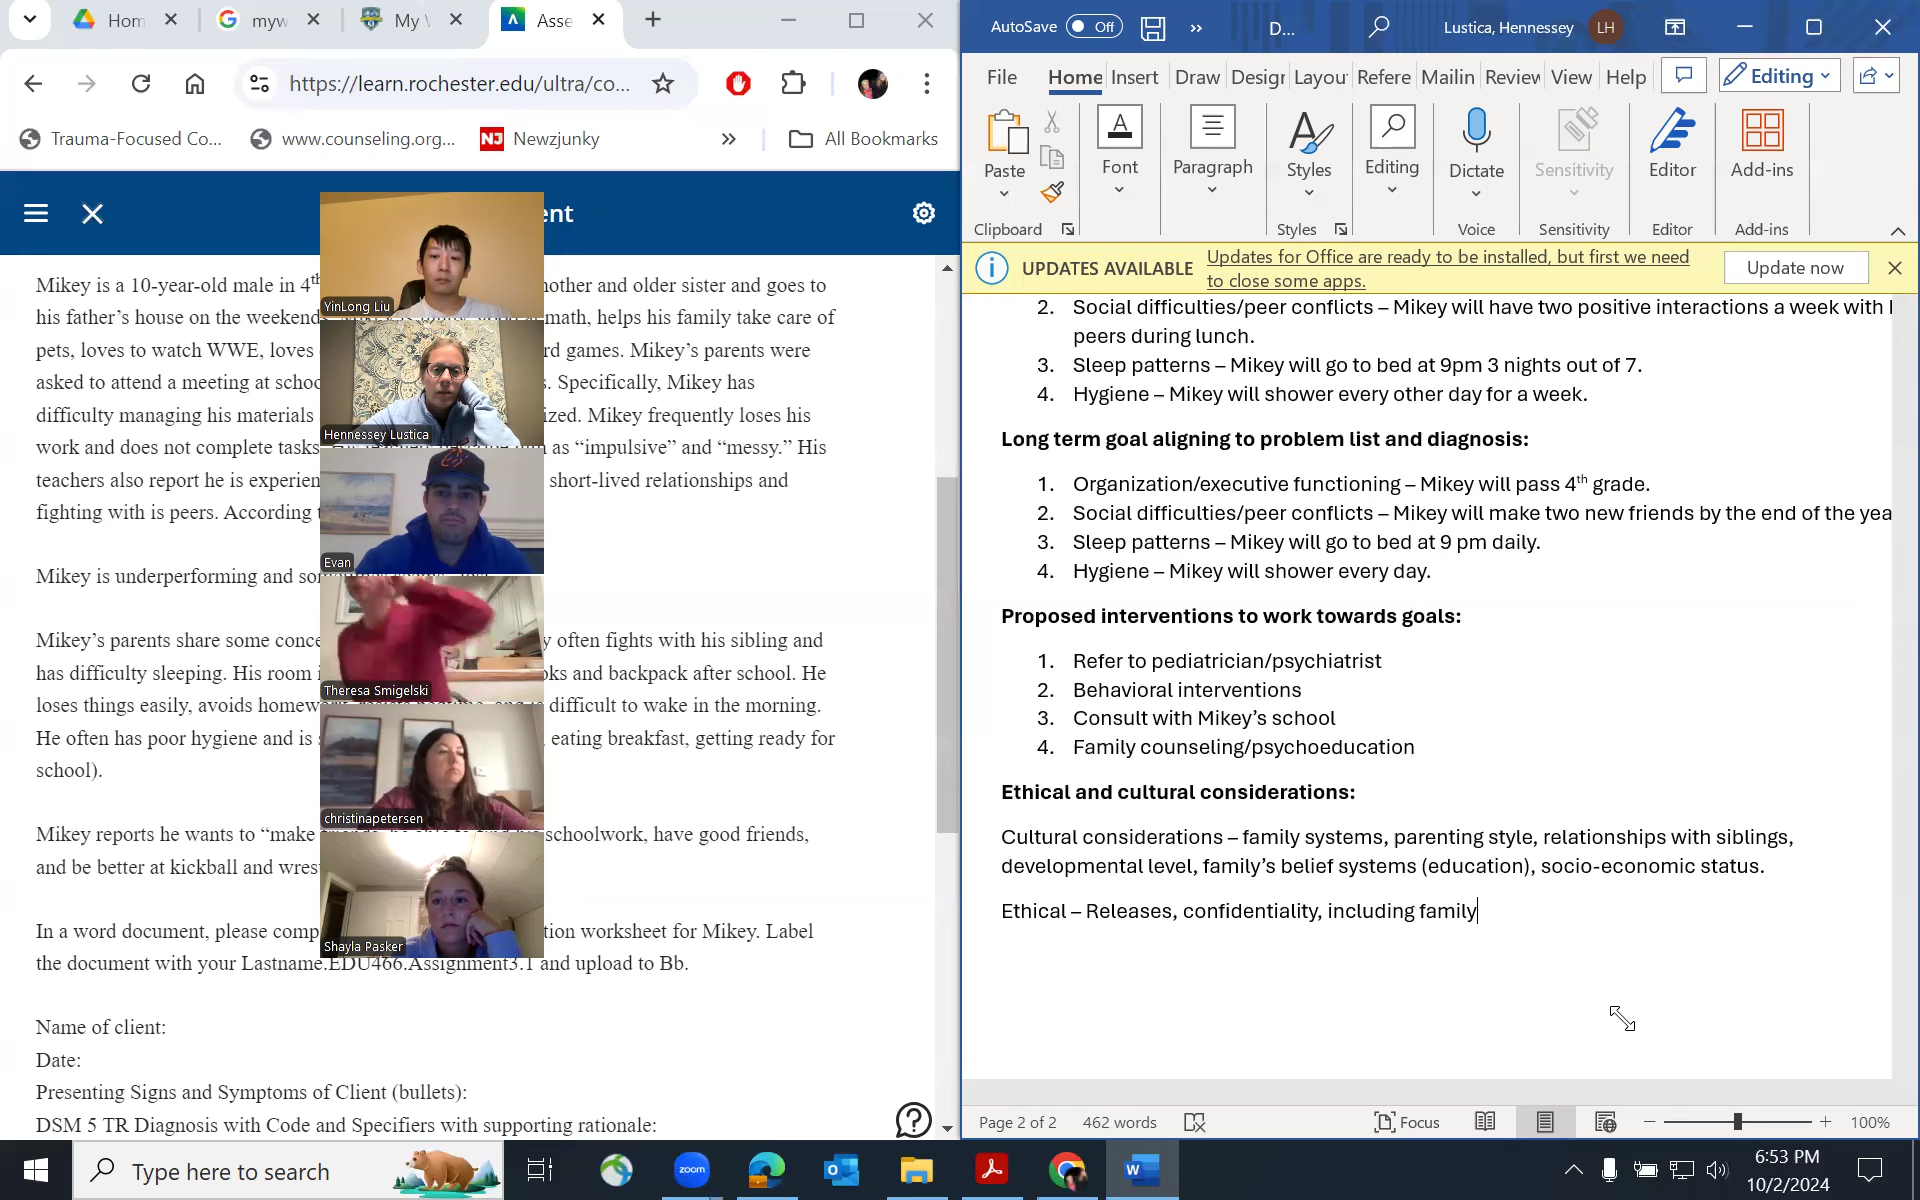 Hom
myw
My
Asse
https://learn.rochester.edu/ultra/co...
Trauma-Focused Co...
www.counseling.org...
NJ
Newzjunky
All Bookmarks
ent
Mikey is a 10-year-old male in 4th
other and older sister and goes to
his father's house on the weekend
math, helps his family take care of
pets, loves to watch WWE, loves
rd games. Mikey's parents were
asked to attend a meeting at schoo
s. Specifically, Mikey has
difficulty managing his materials
ized. Mikey frequently loses his
work and does not complete tasks
as “impulsive” and “messy.” His
teachers also report he is experien
short-lived relationships and
fighting with is peers. According
Mikey is underperforming and so
Mikey's parents share some conce
y often fights with his sibling and
has difficulty sleeping. His room
oks and backpack after school. He
loses things easily, avoids homew
difficult to wake in the morning.
He often has poor hygiene and is
eating breakfast, getting ready for
school).
Mikey reports he wants to “make
schoolwork, have good friends,
and be better at kickball and wres
In a word document, please comp
tion worksheet for Mikey. Label
the document with your Lastname.EDU466.Assignment3.1 and upload to Bb.
Name of client:
Date:
Presenting Signs and Symptoms of Client (bullets):
DSM 5 TR Diagnosis with Code and Specifiers with supporting rationale:
YinLong Liu
Hennessey Lustica
Evan
Theresa Smigelski
christinapetersen
Shayla Pasker
AutoSave Off
D...
Lustica, Hennessey
LH
File Home Insert Draw Desigr Layou Refere Mailin Review View Help
Editing
Paste
Font
Paragraph
Styles
Editing
Dictate
Sensitivity
Editor
Add-ins
Clipboard
Styles
Voice
Sensitivity
Editor
Add-ins
UPDATES AVAILABLE
Updates for Office are ready to be installed, but first we need
to close some apps.
Update now
2. Social difficulties/peer conflicts – Mikey will have two positive interactions a week with
peers during lunch.
3. Sleep patterns – Mikey will go to bed at 9pm 3 nights out of 7.
4. Hygiene – Mikey will shower every other day for a week.
Long term goal aligning to problem list and diagnosis:
1. Organization/executive functioning – Mikey will pass 4th grade.
2. Social difficulties/peer conflicts – Mikey will make two new friends by the end of the yea
3. Sleep patterns – Mikey will go to bed at 9 pm daily.
4. Hygiene – Mikey will shower every day.
Proposed interventions to work towards goals:
1. Refer to pediatrician/psychiatrist
2. Behavioral interventions
3. Consult with Mikey's school
4. Family counseling/psychoeducation
Ethical and cultural considerations:
Cultural considerations – family systems, parenting style, relationships with siblings,
developmental level, family's belief systems (education), socio-economic status.
Ethical – Releases, confidentiality, including family
Page 2 of 2
462 words
Focus
100%
Type here to search
zoom
6:53 PM
10/2/2024